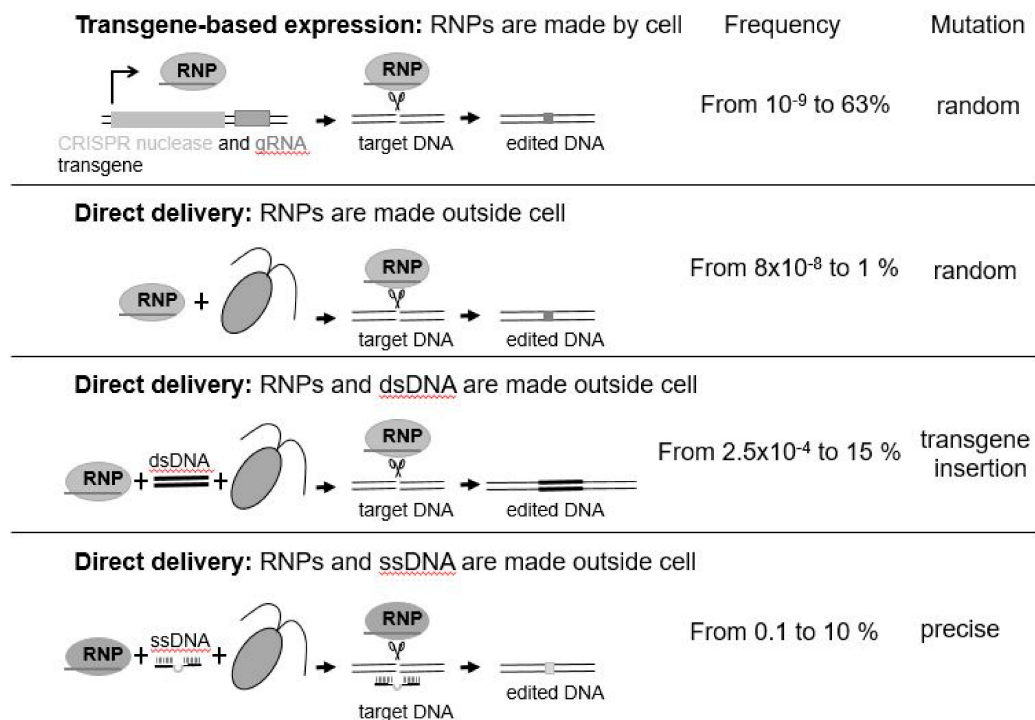 Transgene-based expression: RNPs are made by cell Frequency Mutation
RNP
RNP
From 10⁻⁹ to 63% random
CRISPR nuclease and gRNA
transgene
target DNA
edited DNA
Direct delivery: RNPs are made outside cell
RNP
From 8x10⁻⁸ to 1 % random
RNP +
target DNA
edited DNA
Direct delivery: RNPs and dsDNA are made outside cell
RNP
From 2.5x10⁻⁴ to 15 % transgene
insertion
dsDNA
RNP + +
target DNA
edited DNA
Direct delivery: RNPs and ssDNA are made outside cell
RNP
From 0.1 to 10 % precise
ssDNA
RNP + +
target DNA
edited DNA